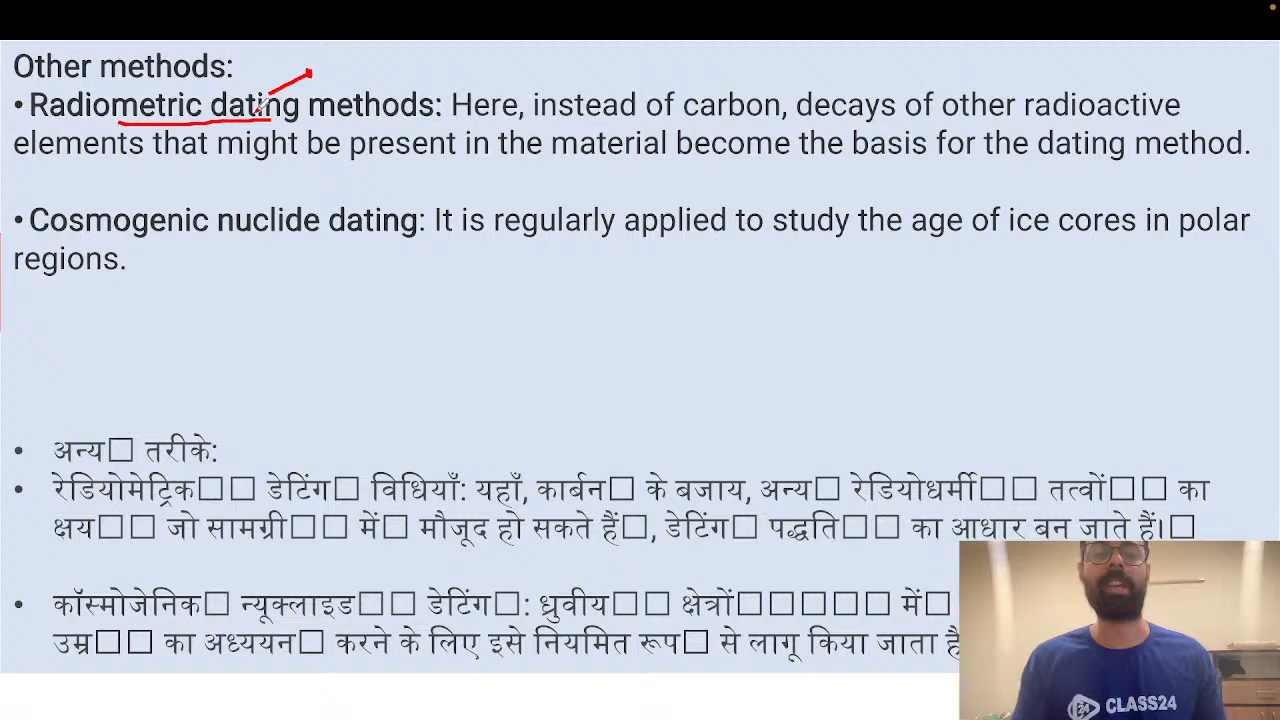 Other methods:
• Radiometric dating methods: Here, instead of carbon, decays of other radioactive
elements that might be present in the material become the basis for the dating method.
• Cosmogenic nuclide dating: It is regularly applied to study the age of ice cores in polar
regions.
• अन्य□ तरीके:
• रेडियोमेट्रिक□□ डेटिंग□ विधियाँ: यहाँ, कार्बन□ के बजाय, अन्य□ रेडियोधर्मी□□ तत्वों□□ का
क्षय□□ जो सामग्री□□ में□ मौजूद हो सकते हैं□, डेटिंग□ पद्धति□□ का आधार बन जाते हैं।□
• कॉस्मोजेनिक□ न्यूक्लाइड□□ डेटिंग□: ध्रुवीय□□ क्षेत्रों□□□□□ में□
उम्र□□ का अध्ययन□ करने के लिए इसे नियमित रूप□ से लागू किया जाता है
24 CLASS24